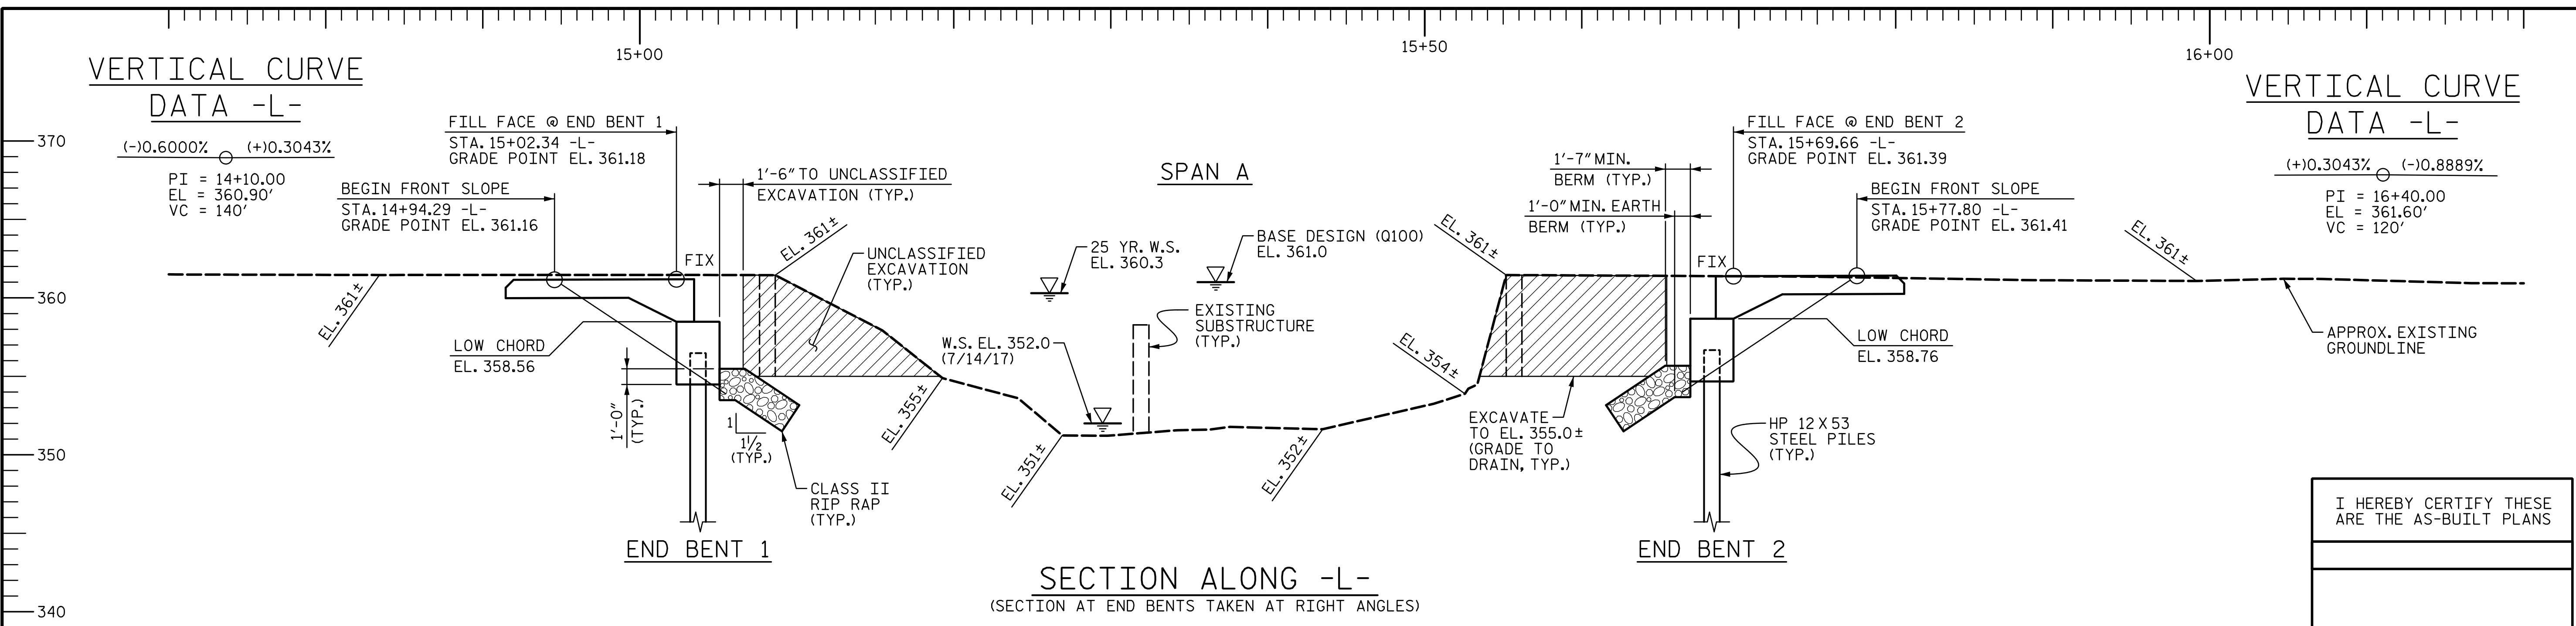 15+00
15+50
16+00
VERTICAL CURVE
DATA -L-
(-)0.6000%
(+)0.3043%
PI = 14+10.00
EL = 360.90'
VC = 140'
FILL FACE @ END BENT 1
STA. 15+02.34 -L-
GRADE POINT EL. 361.18
BEGIN FRONT SLOPE
STA. 14+94.29 -L-
GRADE POINT EL. 361.16
1'-6" TO UNCLASSIFIED
EXCAVATION (TYP.)
SPAN A
1'-7" MIN.
BERM (TYP.)
1'-0" MIN. EARTH
BERM (TYP.)
FILL FACE @ END BENT 2
STA. 15+69.66 -L-
GRADE POINT EL. 361.39
BEGIN FRONT SLOPE
STA. 15+77.80 -L-
GRADE POINT EL. 361.41
VERTICAL CURVE
DATA -L-
(+)0.3043%
(-)0.8889%
PI = 16+40.00
EL = 361.60'
VC = 120'
370
360
350
340
EL. 361±
FIX
EL. 361±
UNCLASSIFIED
EXCAVATION
(TYP.)
25 YR. W.S.
EL. 360.3
BASE DESIGN (Q100)
EL. 361.0
EL. 361±
FIX
EL. 361±
LOW CHORD
EL. 358.56
1'-0"
(TYP.)
1
1 1/2
(TYP.)
CLASS II
RIP RAP
(TYP.)
EL. 355±
W.S. EL. 352.0
(7/14/17)
EXISTING
SUBSTRUCTURE
(TYP.)
EL. 351±
EL. 352±
EL. 354±
EXCAVATE
TO EL. 355.0±
(GRADE TO
DRAIN, TYP.)
LOW CHORD
EL. 358.76
HP 12 X 53
STEEL PILES
(TYP.)
APPROX. EXISTING
GROUNDLINE
END BENT 1
END BENT 2
SECTION ALONG -L-
(SECTION AT END BENTS TAKEN AT RIGHT ANGLES)
I HEREBY CERTIFY THESE
ARE THE AS-BUILT PLANS